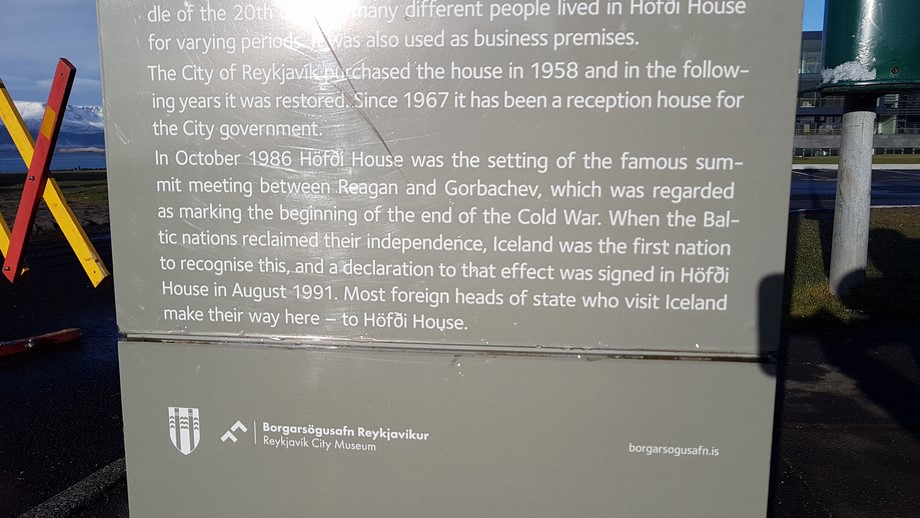 dle of the 20th many different people lived in Höfði House
for varying periods. It was also used as business premises.
The City of Reykjavík purchased the house in 1958 and in the follow-
ing years it was restored. Since 1967 it has been a reception house for
the City government.
In October 1986 Höfði House was the setting of the famous sum-
mit meeting between Reagan and Gorbachev, which was regarded
as marking the beginning of the end of the Cold War. When the Bal-
tic nations reclaimed their independence, Iceland was the first nation
to recognise this, and a declaration to that effect was signed in Höfði
House in August 1991. Most foreign heads of state who visit Iceland
make their way here – to Höfði House.
Borgarsögusafn Reykjavíkur
Reykjavík City Museum
borgarsogusafn.is